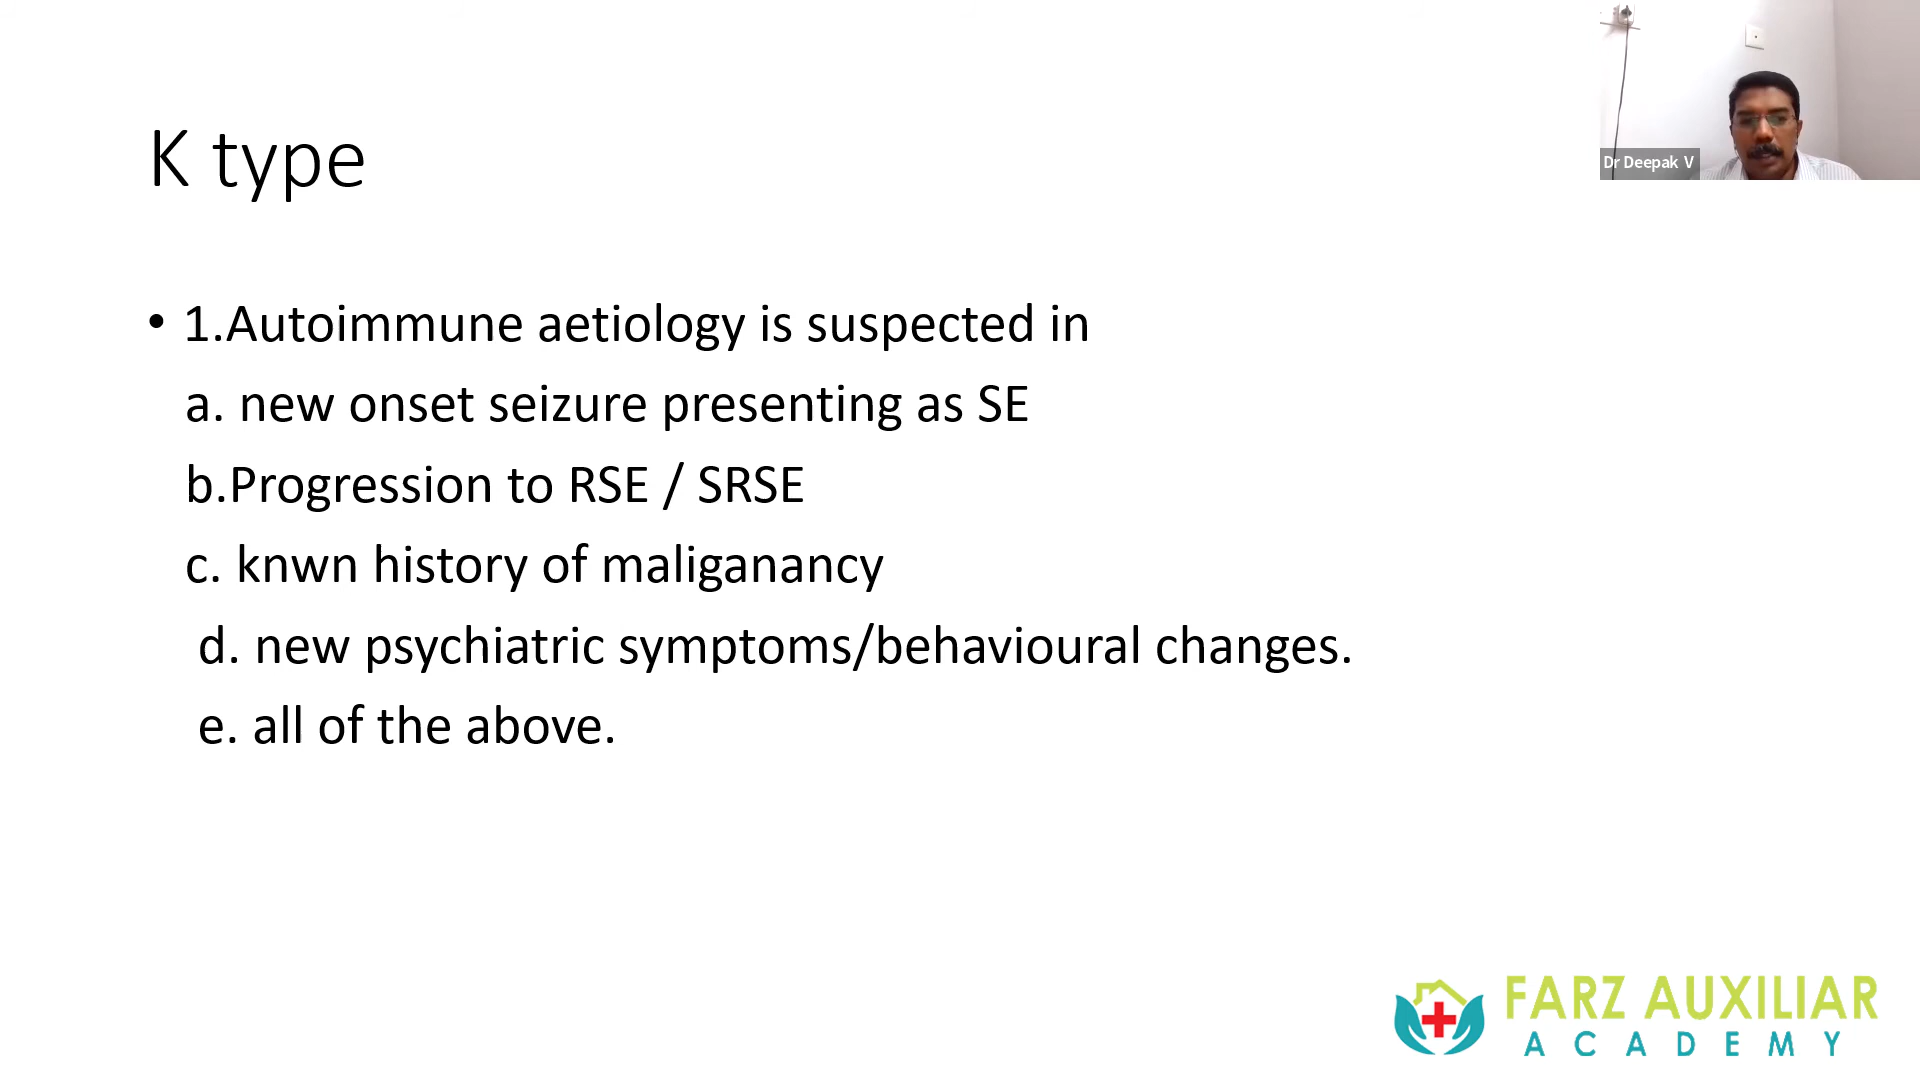 K type
Dr Deepak V
• 1.Autoimmune aetiology is suspected in
a. new onset seizure presenting as SE
b.Progression to RSE / SRSE
c. knwn history of maliganancy
d. new psychiatric symptoms/behavioural changes.
e. all of the above.
FARZ AUXILIAR
ACADEMY